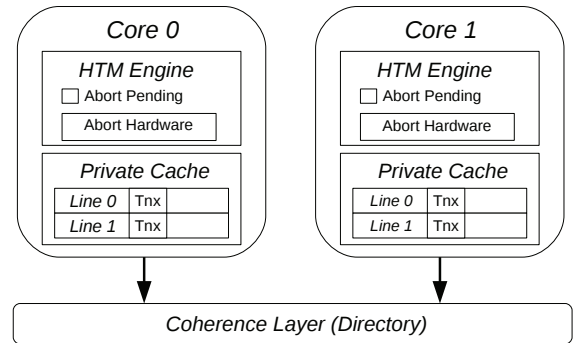 Core 0
HTM Engine
Abort Pending
Abort Hardware
Private Cache
Line 0 Tnx
Line 1 Tnx
Core 1
HTM Engine
Abort Pending
Abort Hardware
Private Cache
Line 0 Tnx
Line 1 Tnx
Coherence Layer (Directory)